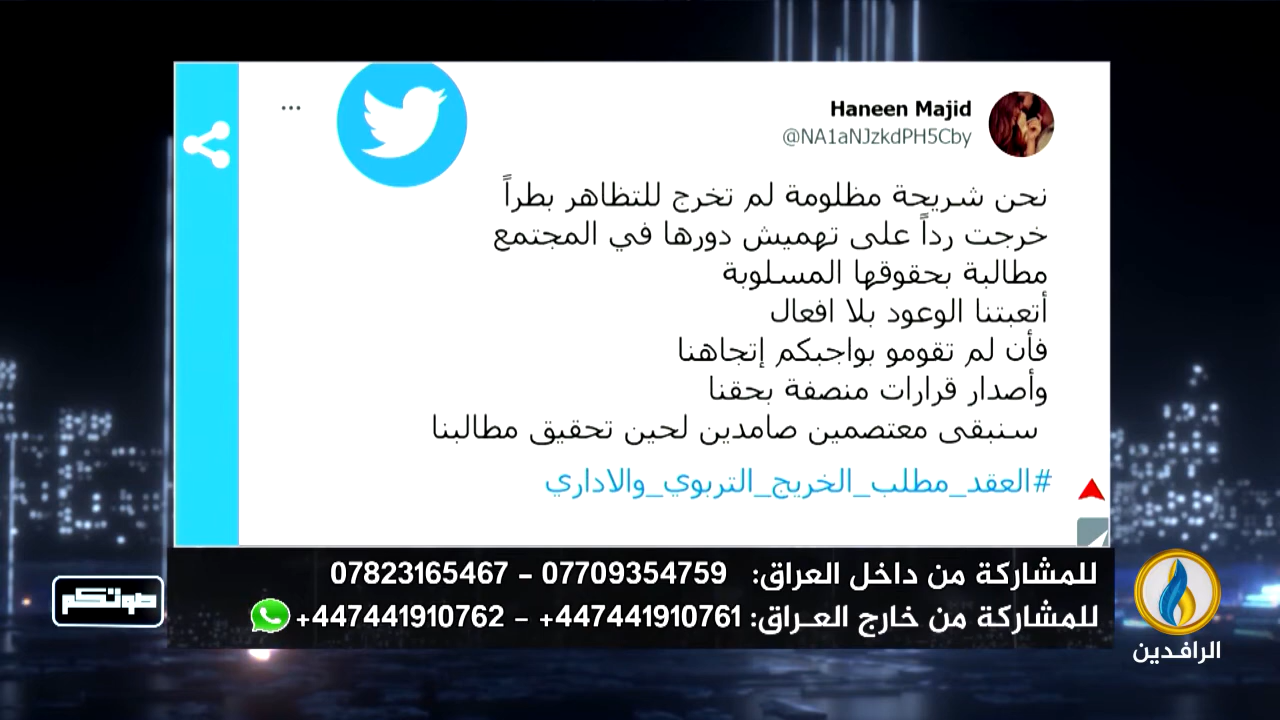 Haneen Majid
@NA1aNJzkdPH5Cby
نحن شريحة مظلومة لم تخرج للتظاهر بطراً
خرجت رداً على تهميش دورها في المجتمع
مطالبة بحقوقها المسلوبة
أتعبتنا الوعود بلا افعال
فأن لم تقومو بواجبكم إتجاهنا
وأصدار قرارات منصفة بحقنا
سنبقى معتصمين صامدين لحين تحقيق مطالبنا
#العقد_مطلب_الخريج_التربوي_والاداري
للمشاركة من داخل العراق: 07709354759 - 07823165467
للمشاركة من خارج العـراق: 447441910761+ - 447441910762+
صوتكم
الرافـدين